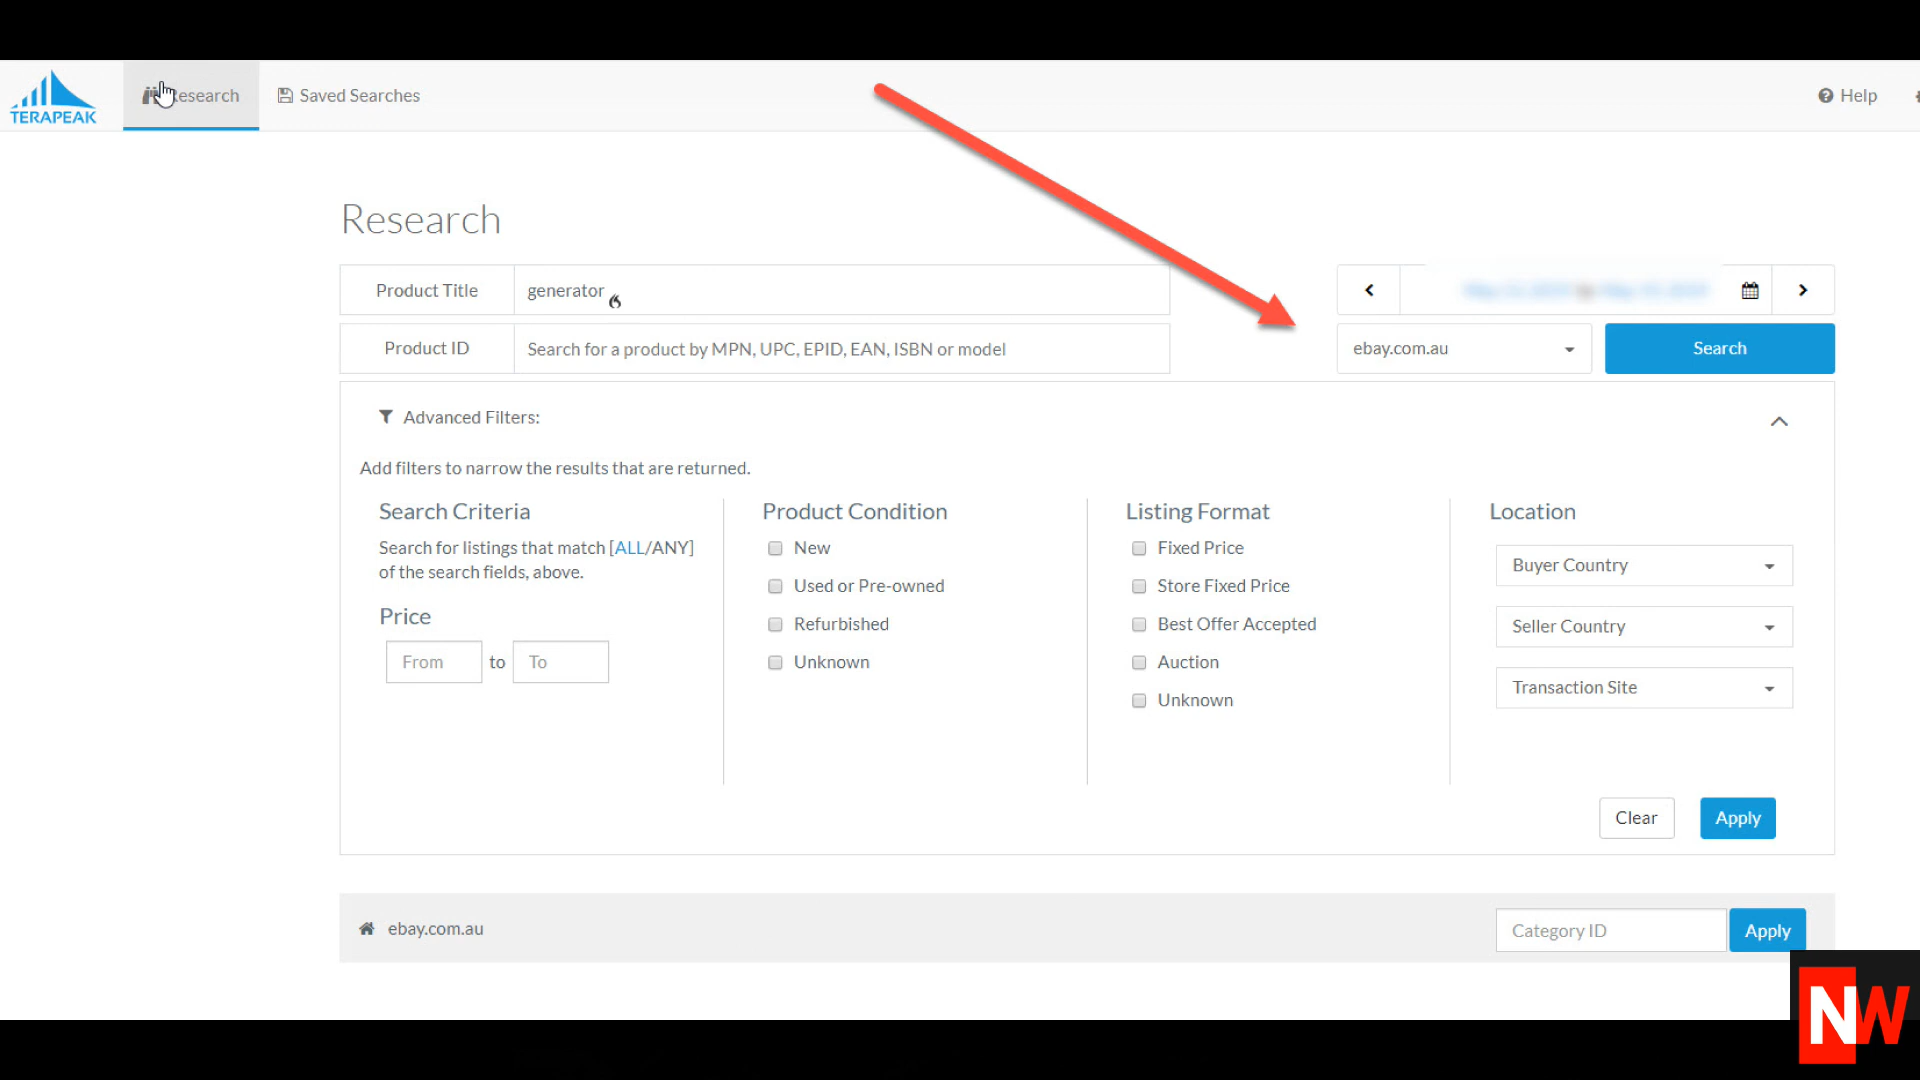 TERAPEAK
Research
Saved Searches
Help
Research
Product Title
generator
Product ID
Search for a product by MPN, UPC, EPID, EAN, ISBN or model
ebay.com.au
Search
Advanced Filters:
Add filters to narrow the results that are returned.
Search Criteria
Search for listings that match [ALL/ANY]
of the search fields, above.
Price
From to To
Product Condition
New
Used or Pre-owned
Refurbished
Unknown
Listing Format
Fixed Price
Store Fixed Price
Best Offer Accepted
Auction
Unknown
Location
Buyer Country
Seller Country
Transaction Site
Clear
Apply
ebay.com.au
Category ID
Apply
NW